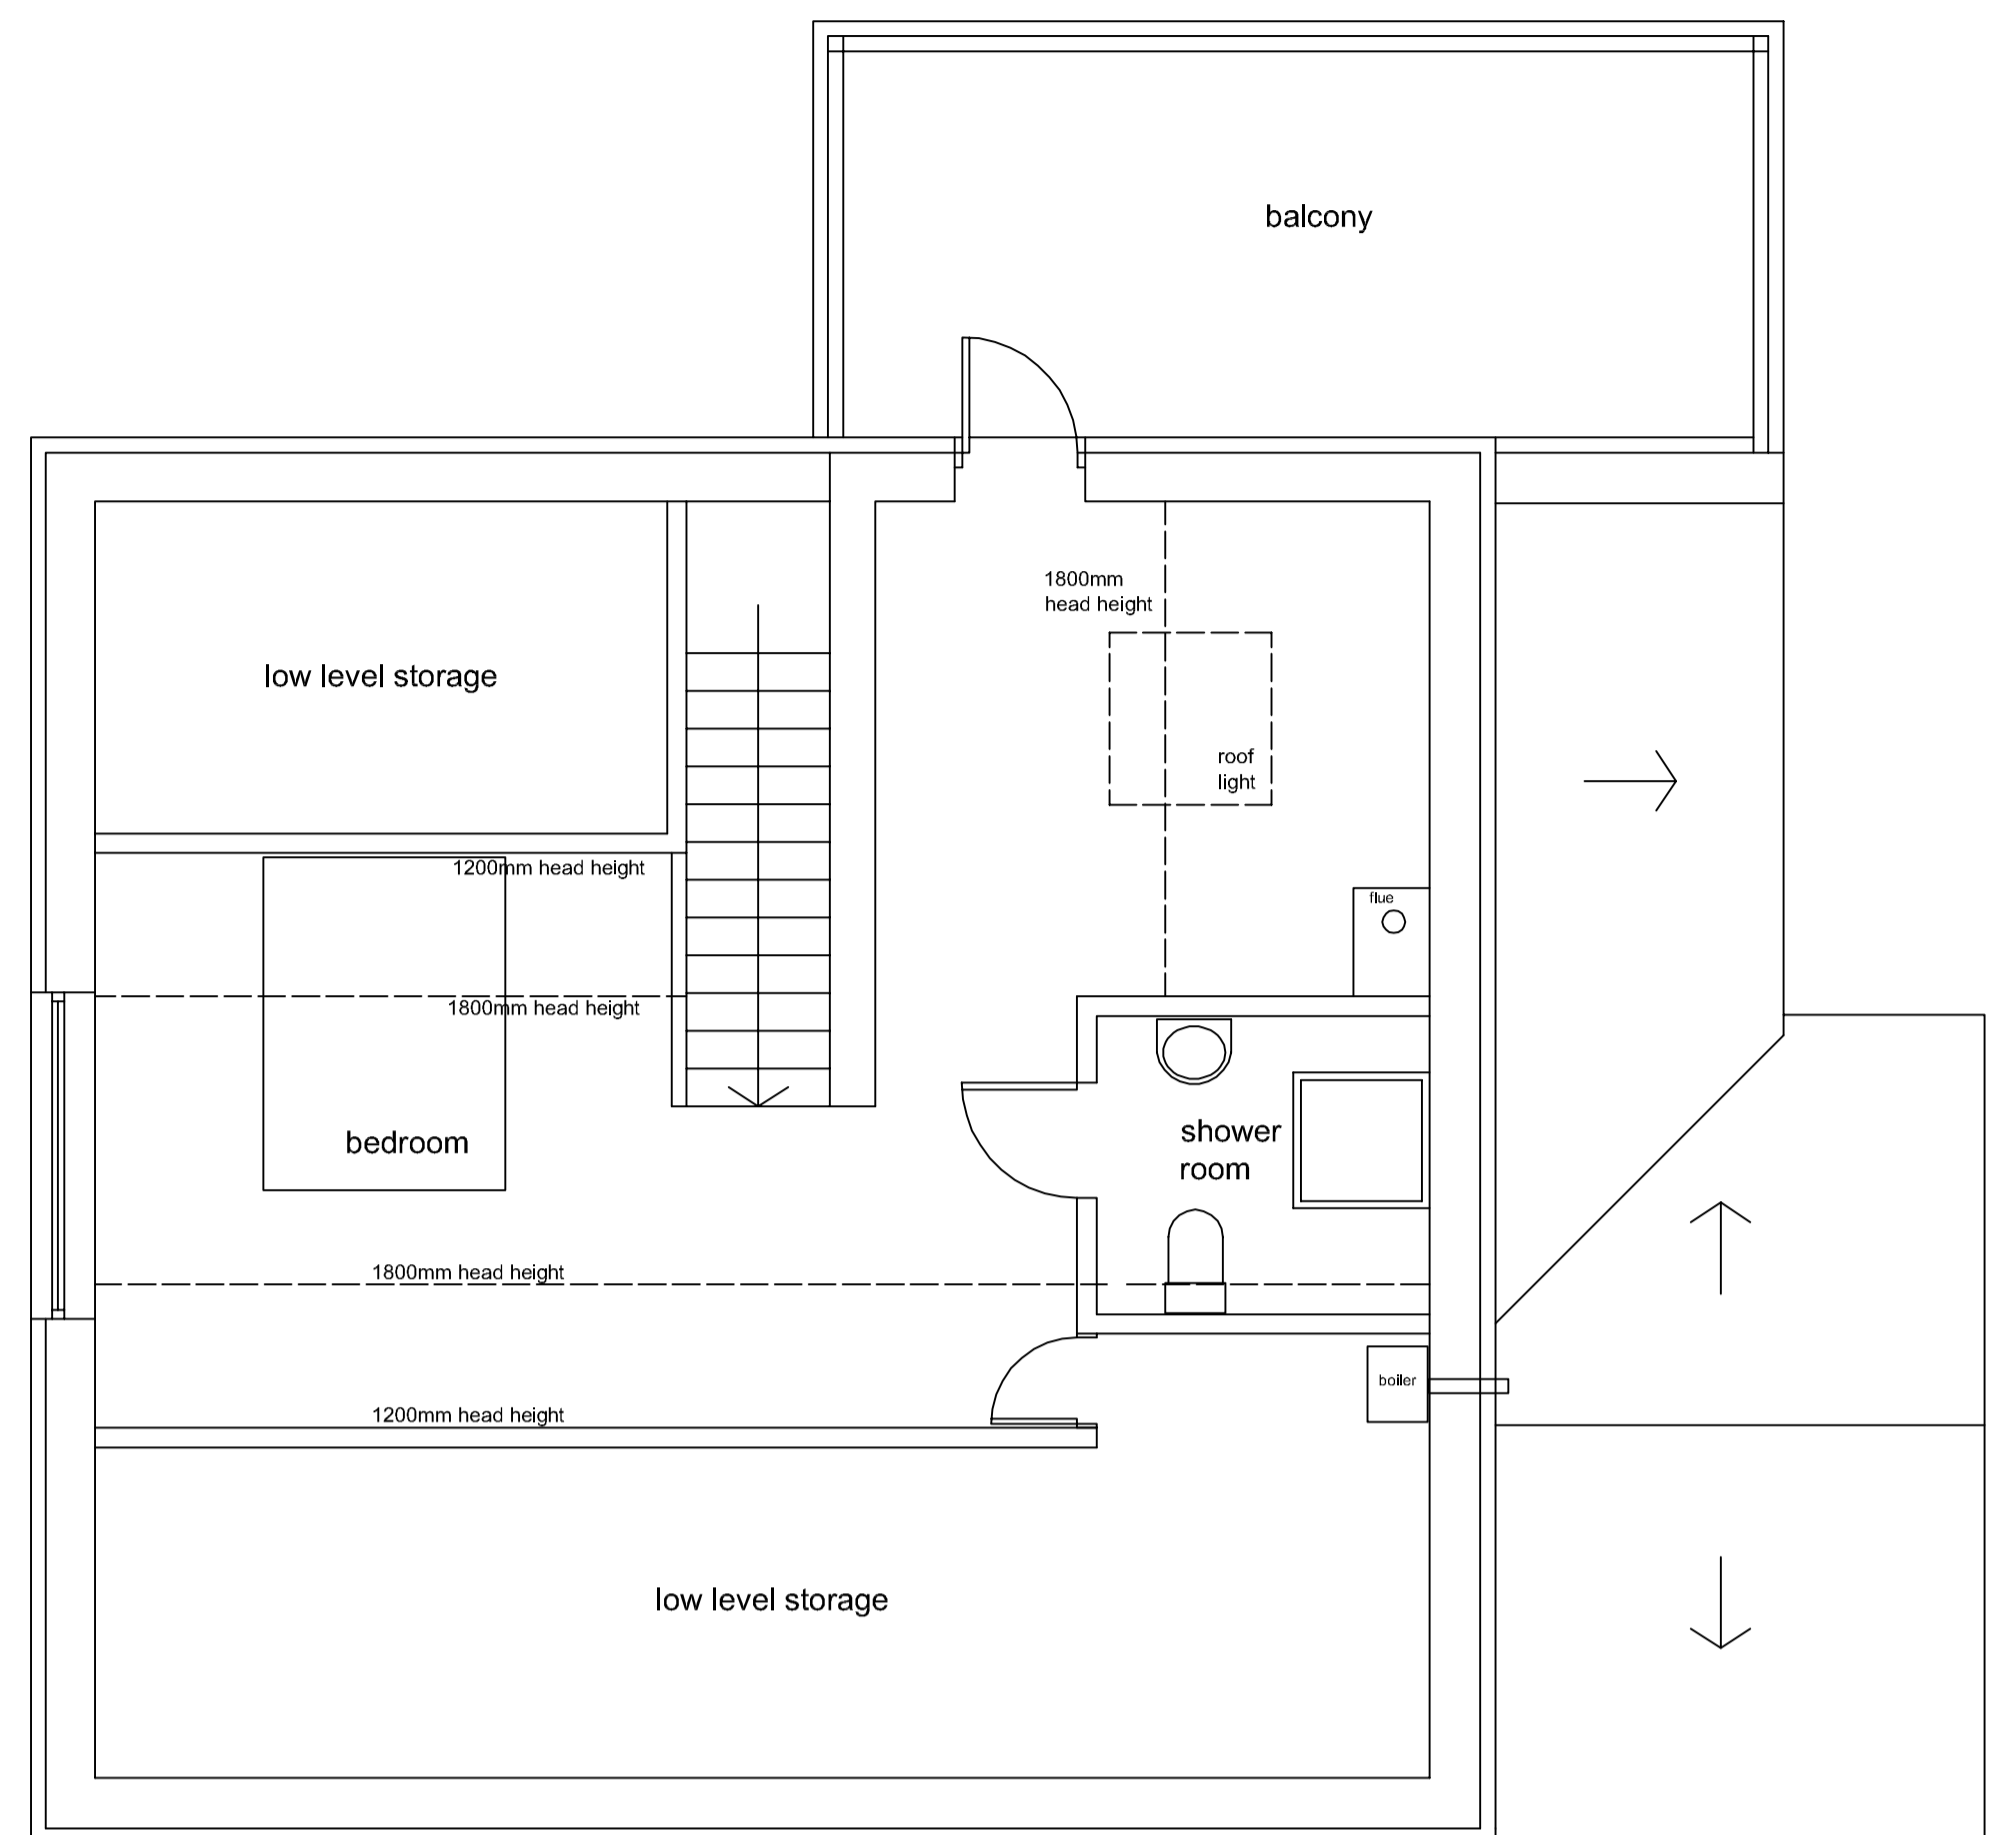 balcony
1800mm
head height
low level storage
roof
light
1200mm head height
flue
1800mm head height
shower
room
bedroom
1800mm head height
boiler
1200mm head height
low level storage